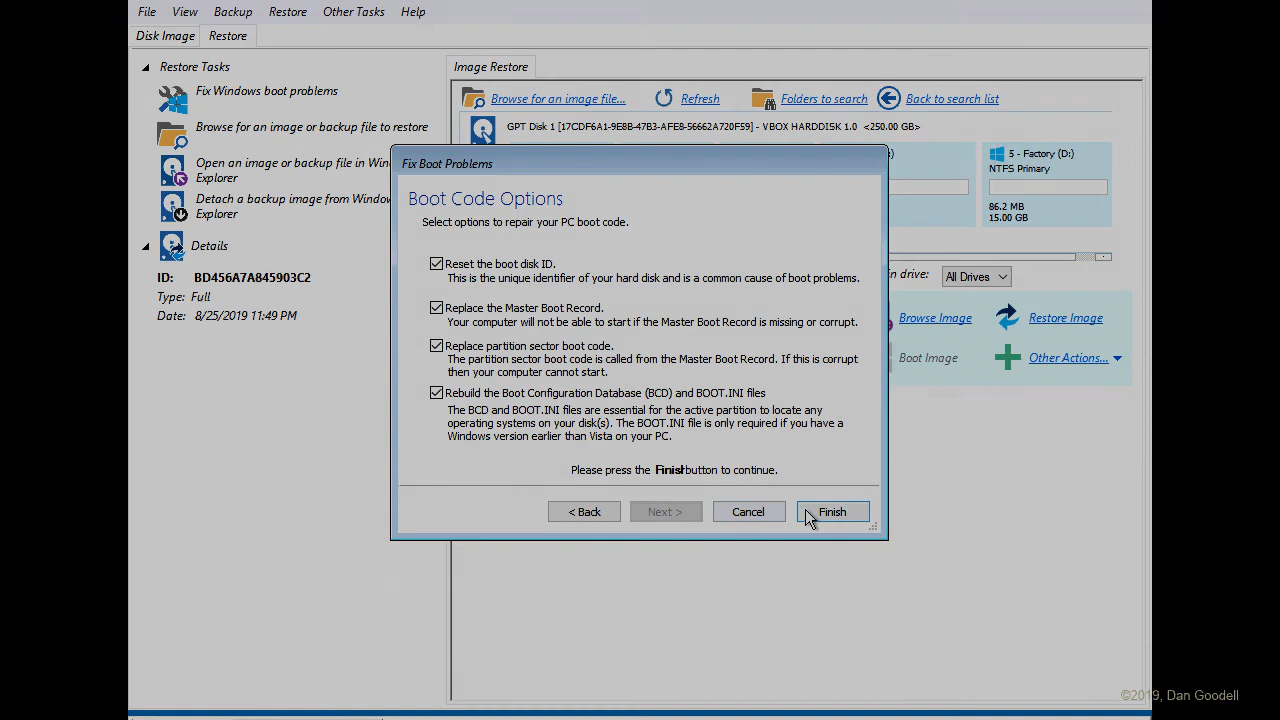 File View Backup Restore Other Tasks Help
Disk Image Restore
Restore Tasks
Fix Windows boot problems
Browse for an image or backup file to restore
Open an image or backup file in Win
Explorer
Detach a backup image from Window
Explorer
Details
ID: BD456A7A845903C2
Type: Full
Date: 8/25/2019 11:49 PM
Image Restore
Browse for an image file... Refresh Folders to search Back to search list
GPT Disk 1 [17CDF6A1-9E8B-47B3-AFE8-56662A720F59] - VBOX HARDDISK 1.0 <250.00 GB>
5 - Factory (D:)
NTFS Primary
86.2 MB
15.00 GB
in drive: All Drives
Browse Image Restore Image
Boot Image Other Actions...
Fix Boot Problems
Boot Code Options
Select options to repair your PC boot code.
Reset the boot disk ID.
This is the unique identifier of your hard disk and is a common cause of boot problems.
Replace the Master Boot Record.
Your computer will not be able to start if the Master Boot Record is missing or corrupt.
Replace partition sector boot code.
The partition sector boot code is called from the Master Boot Record. If this is corrupt
then your computer cannot start.
Rebuild the Boot Configuration Database (BCD) and BOOT.INI files
The BCD and BOOT.INI files are essential for the active partition to locate any
operating systems on your disk(s). The BOOT.INI file is only required if you have a
Windows version earlier than Vista on your PC.
Please press the Finish button to continue.
< Back Next > Cancel Finish
©2019, Dan Goodell